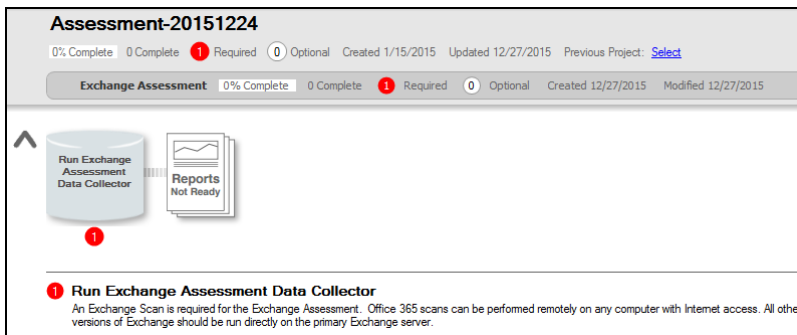 Assessment-20151224
0% Complete 0 Complete 1 Required 0 Optional Created 1/15/2015 Updated 12/27/2015 Previous Project: Select
Exchange Assessment 0% Complete 0 Complete 1 Required 0 Optional Created 12/27/2015 Modified 12/27/2015
Run Exchange
Assessment
Data Collector
Reports
Not Ready
1
1 Run Exchange Assessment Data Collector
An Exchange Scan is required for the Exchange Assessment. Office 365 scans can be performed remotely on any computer with Internet access. All othe
versions of Exchange should be run directly on the primary Exchange server.